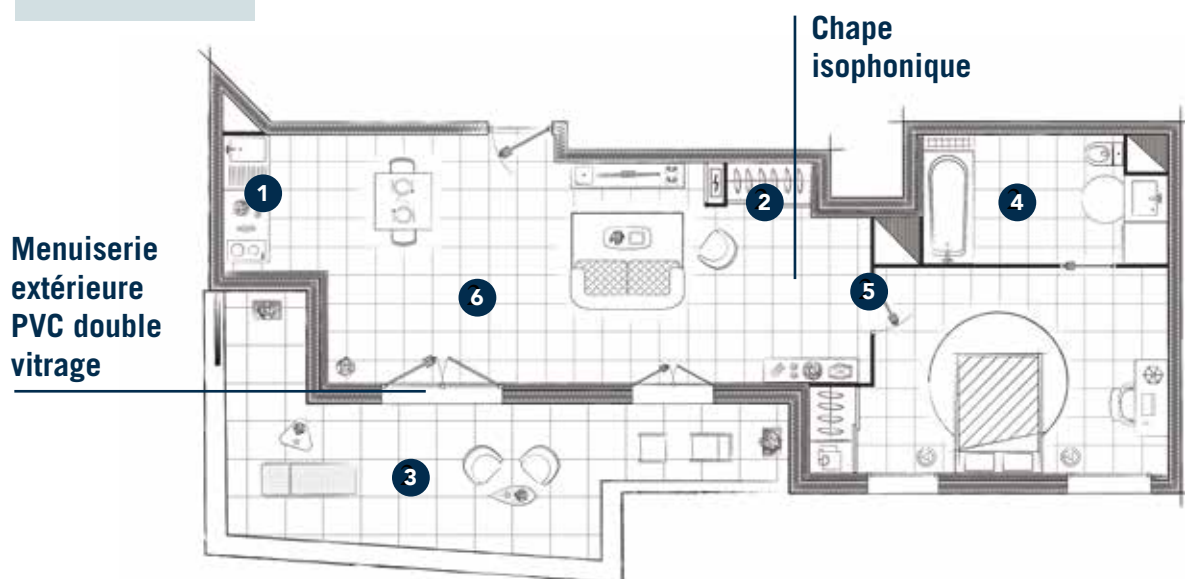 Chape
isophonique
1
2
4
Menuiserie
extérieure
PVC double
vitrage
5
6
3